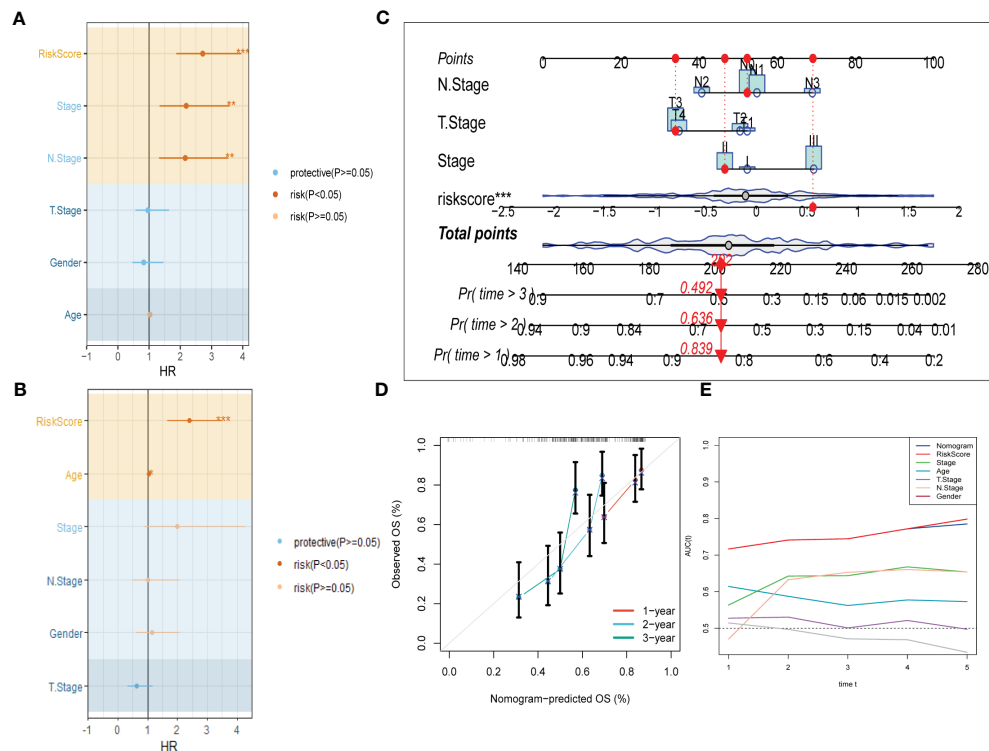 A
RiskScore
***
Stage
**
N.Stage
**
T.Stage
Gender
Age
-1 0 1 2 3 4
HR
protective(P>=0.05)
risk(P<0.05)
risk(P>=0.05)
B
RiskScore
***
Age
*
Stage
N.Stage
Gender
T.Stage
-1 0 1 2 3 4
HR
protective(P>=0.05)
risk(P<0.05)
risk(P>=0.05)
C
Points
0 20 40 60 80 100
N.Stage
N2 N1 N3
T.Stage
T3
T4 T2
Stage
II I III
riskscore***
−2.5 −2 −1.5 −1 −0.5 0 0.5 1 1.5 2
Total points
140 160 180 200 220 240 260 280
Pr( time > 3 )
0.492
0.9 0.7 0.5 0.3 0.15 0.06 0.015 0.002
Pr( time > 2 )
0.636
0.94 0.9 0.84 0.7 0.5 0.3 0.15 0.04 0.01
Pr( time > 1 )
0.839
0.98 0.96 0.94 0.9 0.8 0.6 0.4 0.2
D
Observed OS (%)
1.0
0.8
0.6
0.4
0.2
0.0
0.0 0.2 0.4 0.6 0.8 1.0
Nomogram−predicted OS (%)
1−year
2−year
3−year
E
AUC(t)
1.0
0.9
0.8
0.7
0.6
0.5
1 2 3 4 5
time t
Nomogram
RiskScore
Stage
Age
T.Stage
N.Stage
Gender